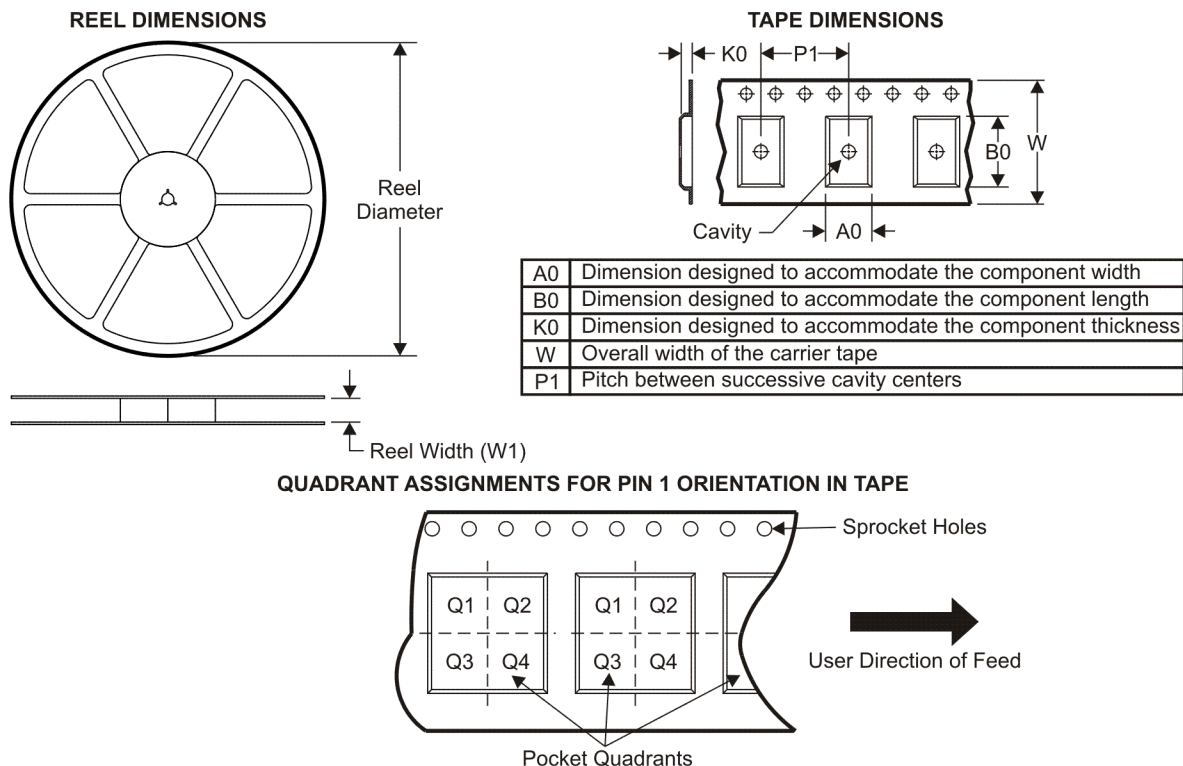 REEL DIMENSIONS
Reel
Diameter
Reel Width (W1)
TAPE DIMENSIONS
K0
P1
B0
W
Cavity
A0
A0 Dimension designed to accommodate the component width
B0 Dimension designed to accommodate the component length
K0 Dimension designed to accommodate the component thickness
W Overall width of the carrier tape
P1 Pitch between successive cavity centers
QUADRANT ASSIGNMENTS FOR PIN 1 ORIENTATION IN TAPE
Sprocket Holes
Q1 Q2 Q1 Q2
Q3 Q4 Q3 Q4
User Direction of Feed
Pocket Quadrants